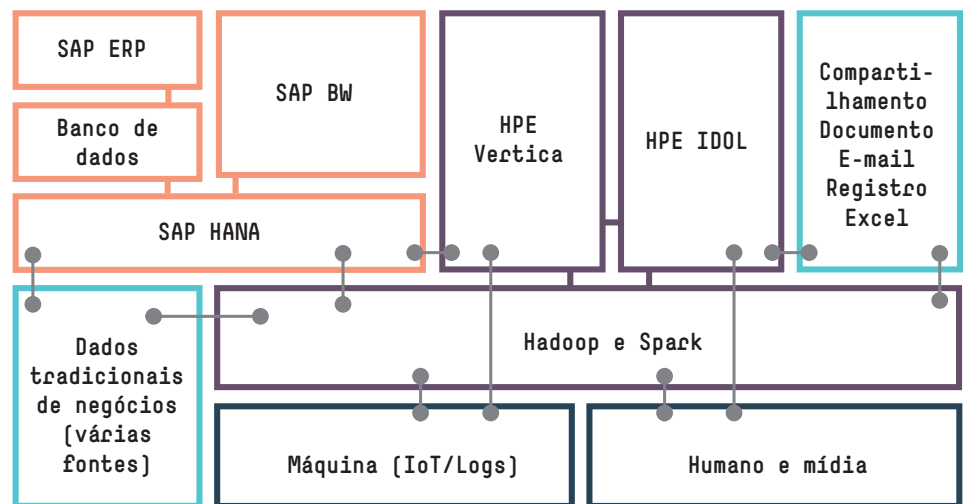 SAP ERP
Banco de
dados
SAP BW
SAP HANA
HPE
Vertica
HPE IDOL
Comparti-
lhamento
Documento
E-mail
Registro
Excel
Dados
tradicionais
de negócios
(várias
fontes)
Hadoop e Spark
Máquina (IoT/Logs)
Humano e mídia